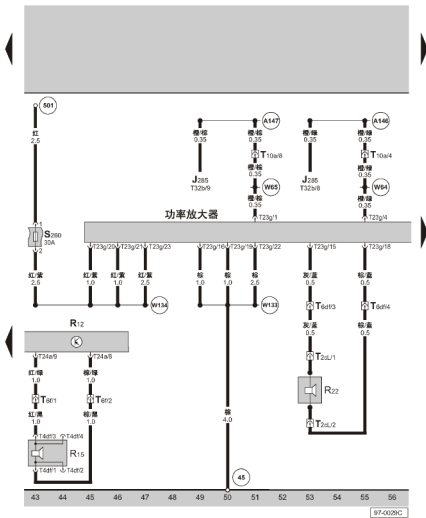 501
A147
A146
红
2.5
橙/棕
0.35
橙/棕
0.35
橙/绿
0.35
橙/绿
0.35
T10a/8
T10a/4
J285
T32b/9
J285
T32b/8
W65
W64
橙/棕
0.35
橙/绿
0.35
1
S260
30A
2
功率放大器
T23g/1
T23g/4
T23g/20
T23g/21
T23g/23
T23g/16
T23g/19
T23g/22
T23g/15
T23g/18
红/紫
2.5
红/紫
1.0
红/紫
1.0
红/紫
2.5
棕
1.0
棕
1.0
棕
2.5
灰/蓝
0.5
棕/蓝
0.5
W134
W133
T6df/3
T6df/4
灰/蓝
0.5
棕/蓝
0.5
R12
T24a/9
T24a/8
红/绿
1.0
棕/绿
1.0
T2cL/1
T6f/1
T6f/2
R22
红/黑
1.0
棕/黑
1.0
棕
4.0
T2cL/2
T4df/3
T4df/4
R15
T4df/1
T4df/2
45
43 44 45 46 47 48 49 50 51 52 53 54 55 56
97-0029C